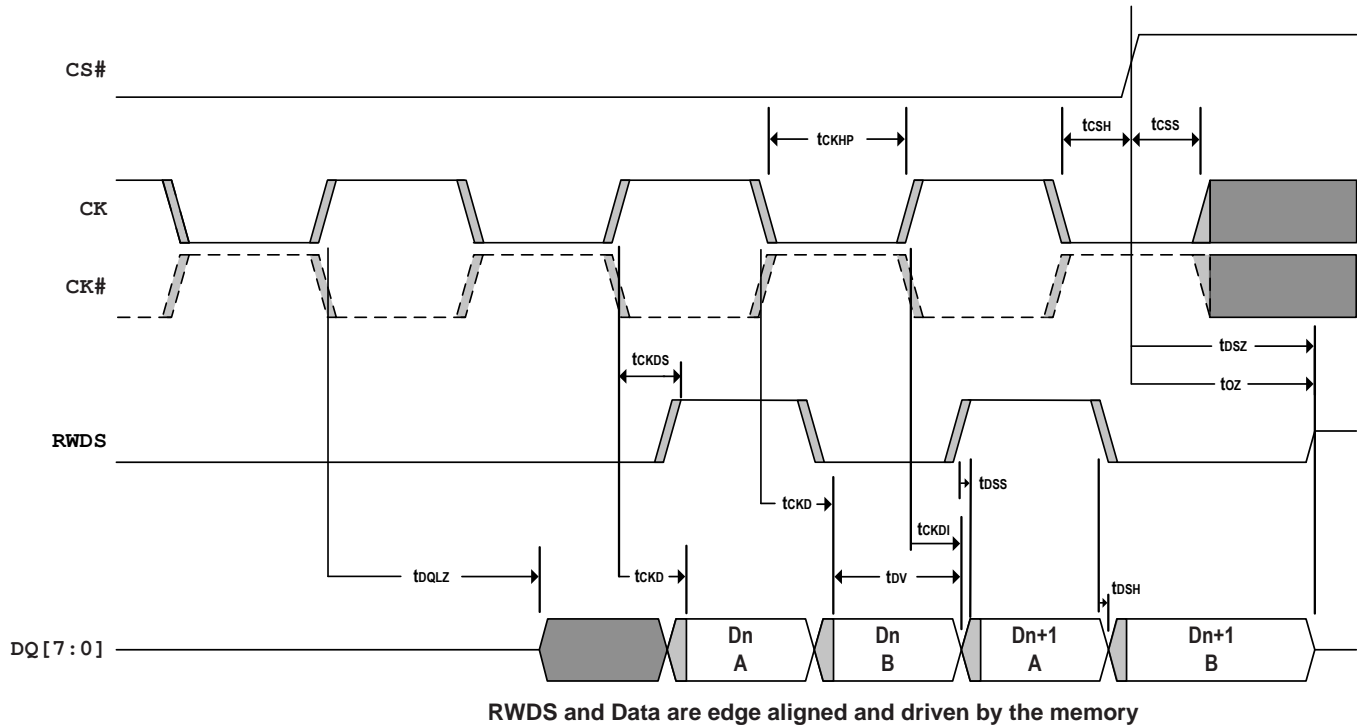 CS#
tCKHP
tCSH
tCSS
CK
CK#
tDSZ
tCKDS
tOZ
RWDS
tDSS
tCKD
tCKDI
tDQLZ
tCKD
tDV
tDSH
DQ[7:0]
Dn
A
Dn
B
Dn+1
A
Dn+1
B
RWDS and Data are edge aligned and driven by the memory